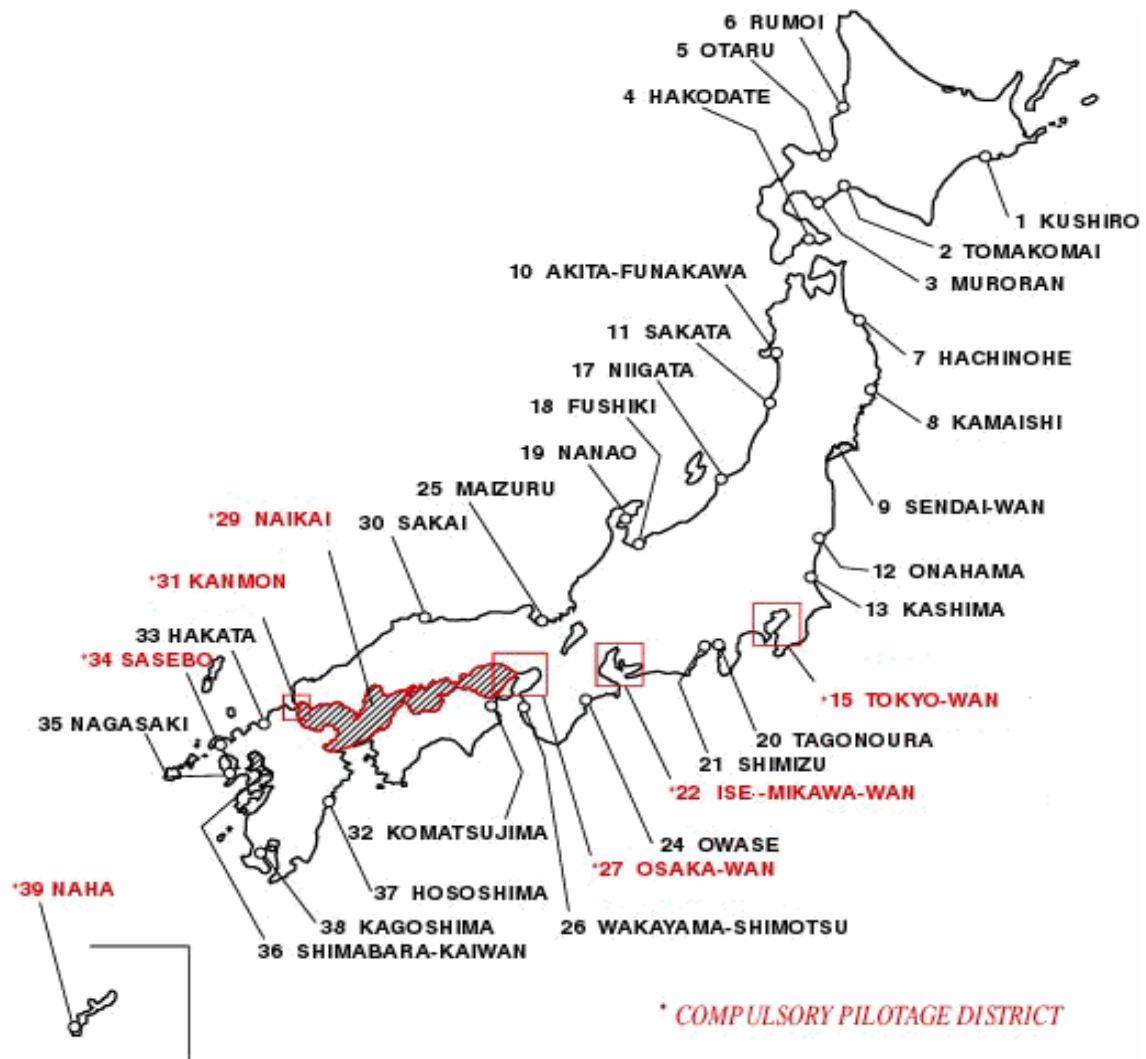 6 RUMOI
5 OTARU
4 HAKODATE
1 KUSHIRO
2 TOMAKOMAI
10 AKITA-FUNAKAWA
3 MURORAN
11 SAKATA
7 HACHINOHE
17 NIIGATA
18 FUSHIKI
8 KAMAISHI
19 NANAO
25 MAIZURU
9 SENDAI-WAN
*29 NAIKAI
30 SAKAI
12 ONAHAMA
*31 KANMON
13 KASHIMA
33 HAKATA
*34 SASEBO
*15 TOKYO-WAN
35 NAGASAKI
20 TAGONOURA
21 SHIMIZU
*22 ISE-MIKAWA-WAN
32 KOMATSUJIMA
24 OWASE
*27 OSAKA-WAN
*39 NAHA
37 HOSOSHIMA
38 KAGOSHIMA
26 WAKAYAMA-SHIMOTSU
36 SHIMABARA-KAIWAN
* COMPULSORY PILOTAGE DISTRICT